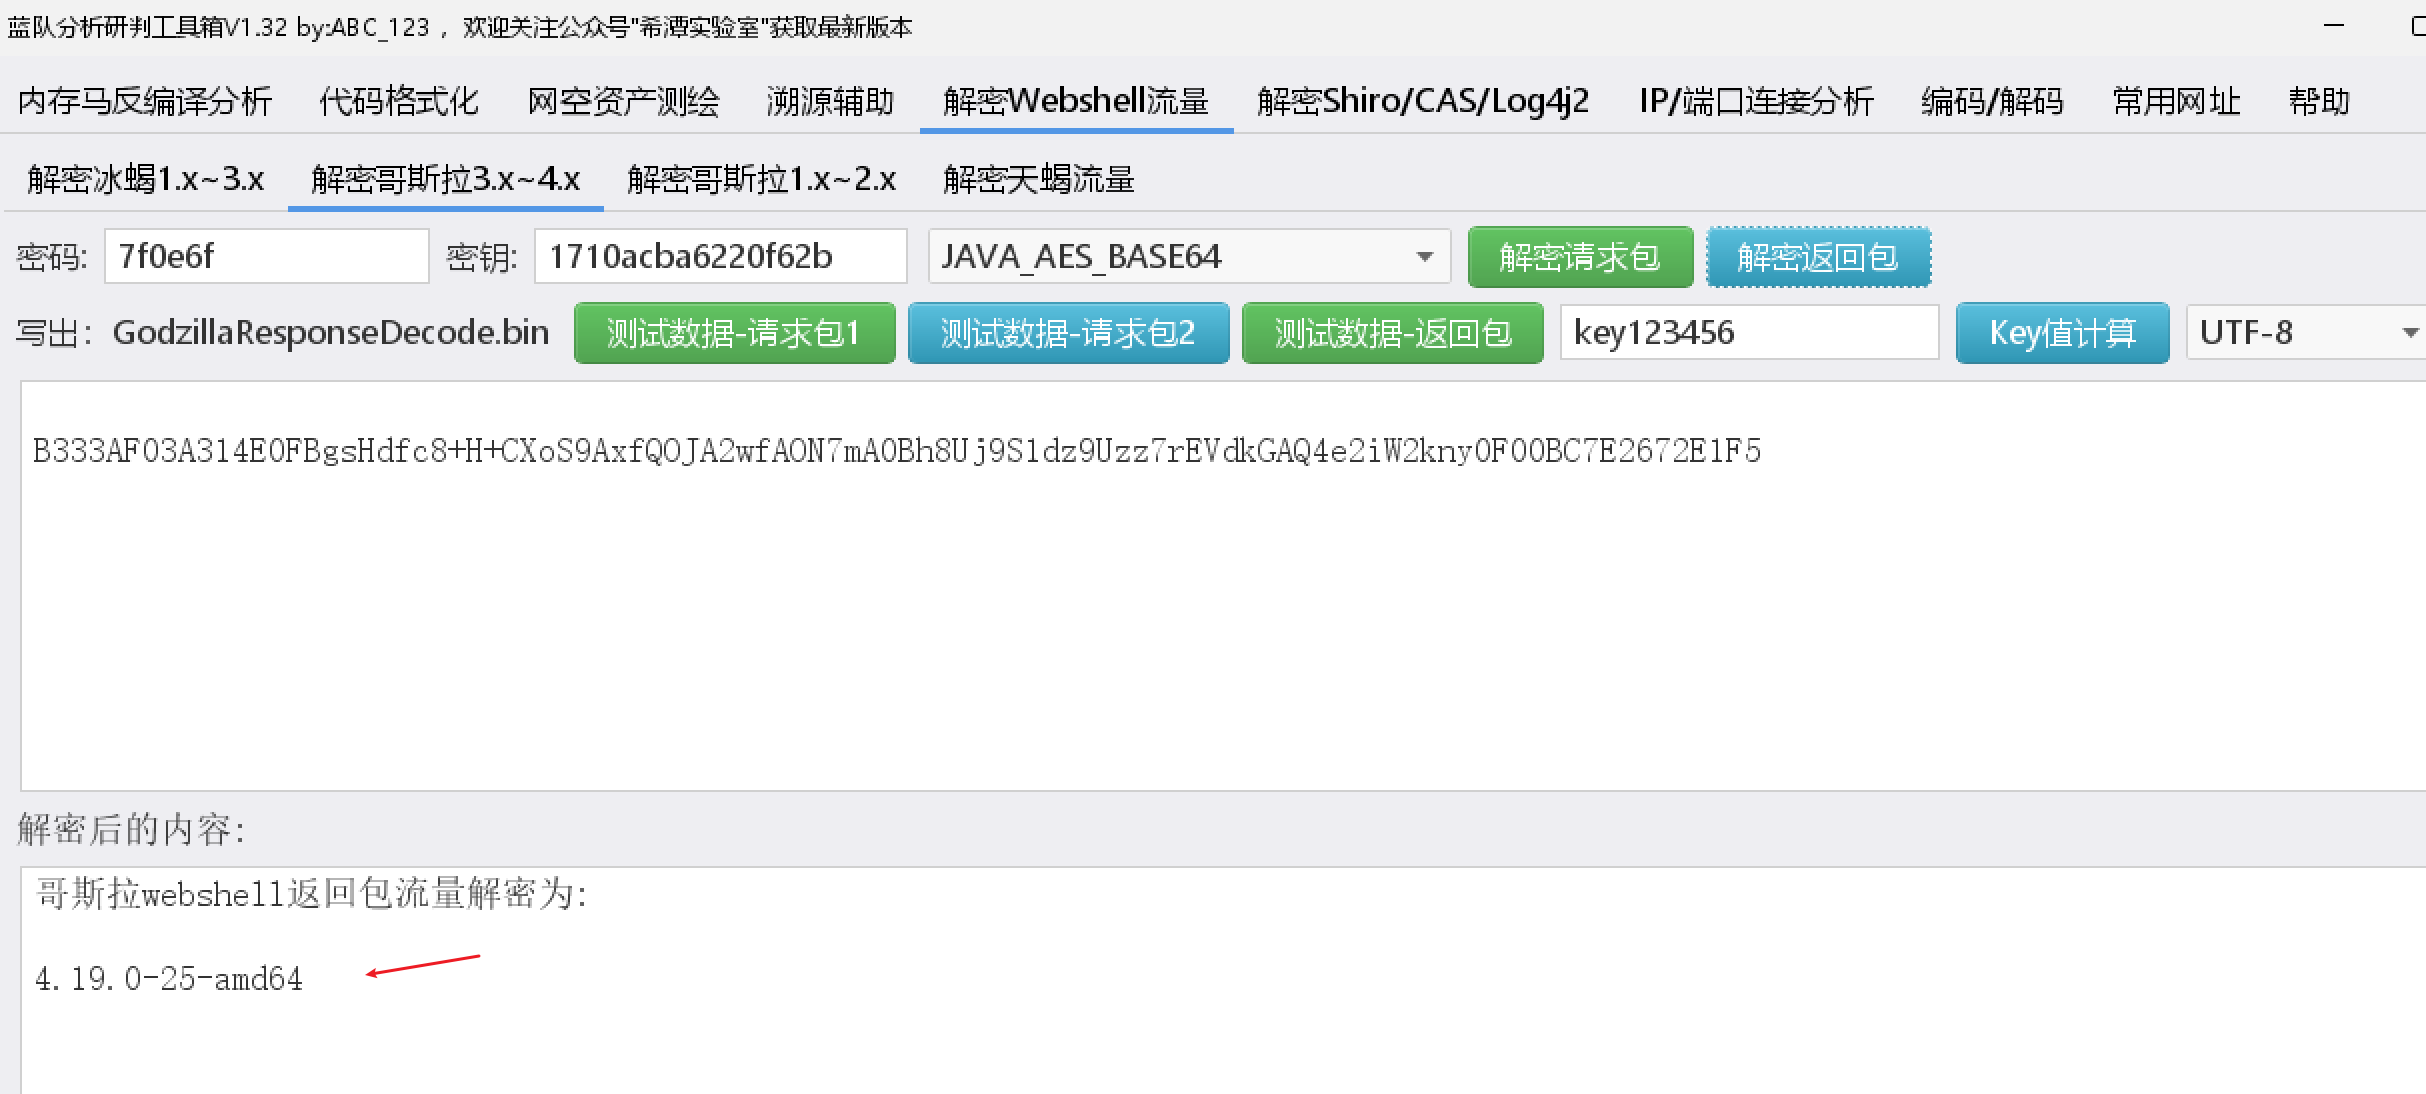 蓝队分析研判工具箱V1.32 by:ABC_123 ，欢迎关注公众号"希潭实验室"获取最新版本
内存马反编译分析 代码格式化 网空资产测绘 溯源辅助 解密Webshell流量 解密Shiro/CAS/Log4j2 IP/端口连接分析 编码/解码 常用网址 帮助
解密冰蝎1.x~3.x 解密哥斯拉3.x~4.x 解密哥斯拉1.x~2.x 解密天蝎流量
密码: 7f0e6f 密钥: 1710acba6220f62b JAVA_AES_BASE64 解密请求包 解密返回包
写出: GodzillaResponseDecode.bin 测试数据-请求包1 测试数据-请求包2 测试数据-返回包 key123456 Key值计算 UTF-8
B333AF03A314E0FBgsHdfc8+H+CXoS9AxfQOJA2wfAON7mA0Bh8Uj9S1dz9Uzz7rEVdkGAQ4e2iW2kny0F00BC7E2672E1F5
解密后的内容:
哥斯拉webshell返回包流量解密为:
4.19.0-25-amd64